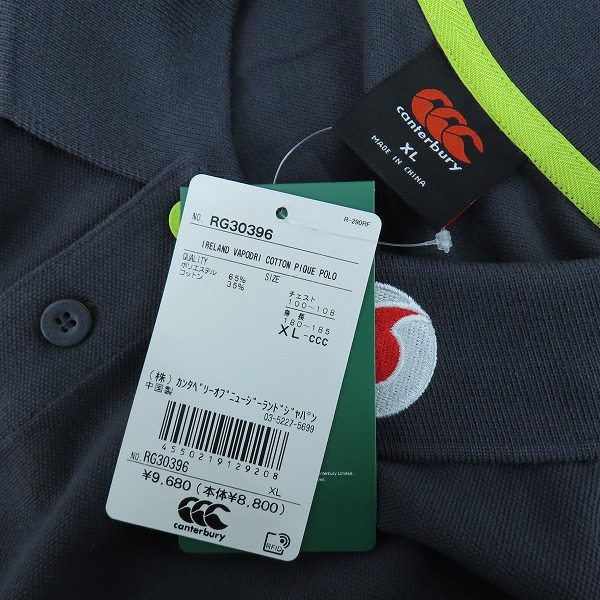 canterbury
XL
MADE IN CHINA
R-290RF
NO. RG30396
IRELAND VAPODRI COTTON PIQUE POLO
QUALITY SIZE
ポリエステル 65%
コットン 35%
チェスト
100~108
身長
180~185
XL-CCC
(株)カンタベリーオブニュージーランドジャパン
中国製
03-5227-5699
4550219129208
NO. RG30396
XL
¥9,680(本体¥8,800)
canterbury
RFID
Limited.